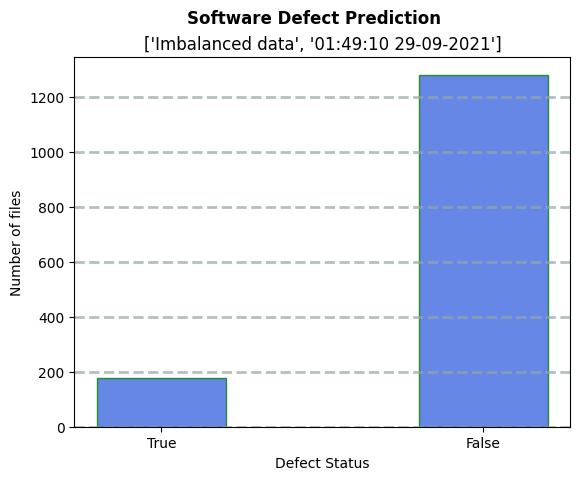 Software Defect Prediction
['Imbalanced data', '01:49:10 29-09-2021']
Number of files
1200
1000
800
600
400
200
0
True
False
Defect Status